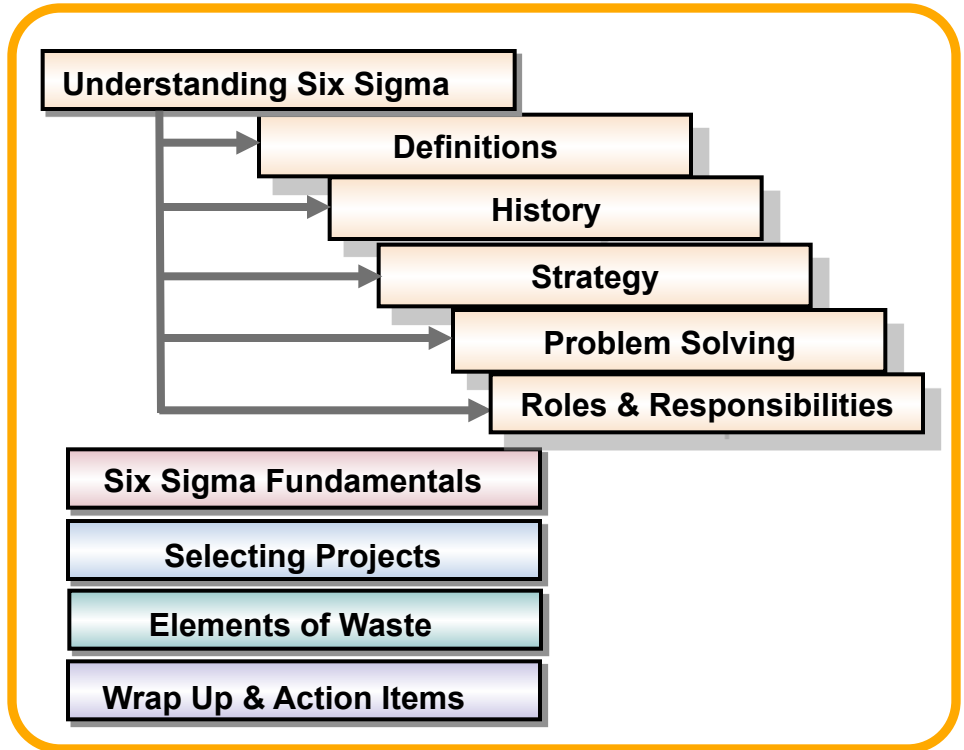 Understanding Six Sigma
Definitions
History
Strategy
Problem Solving
Roles & Responsibilities
Six Sigma Fundamentals
Selecting Projects
Elements of Waste
Wrap Up & Action Items